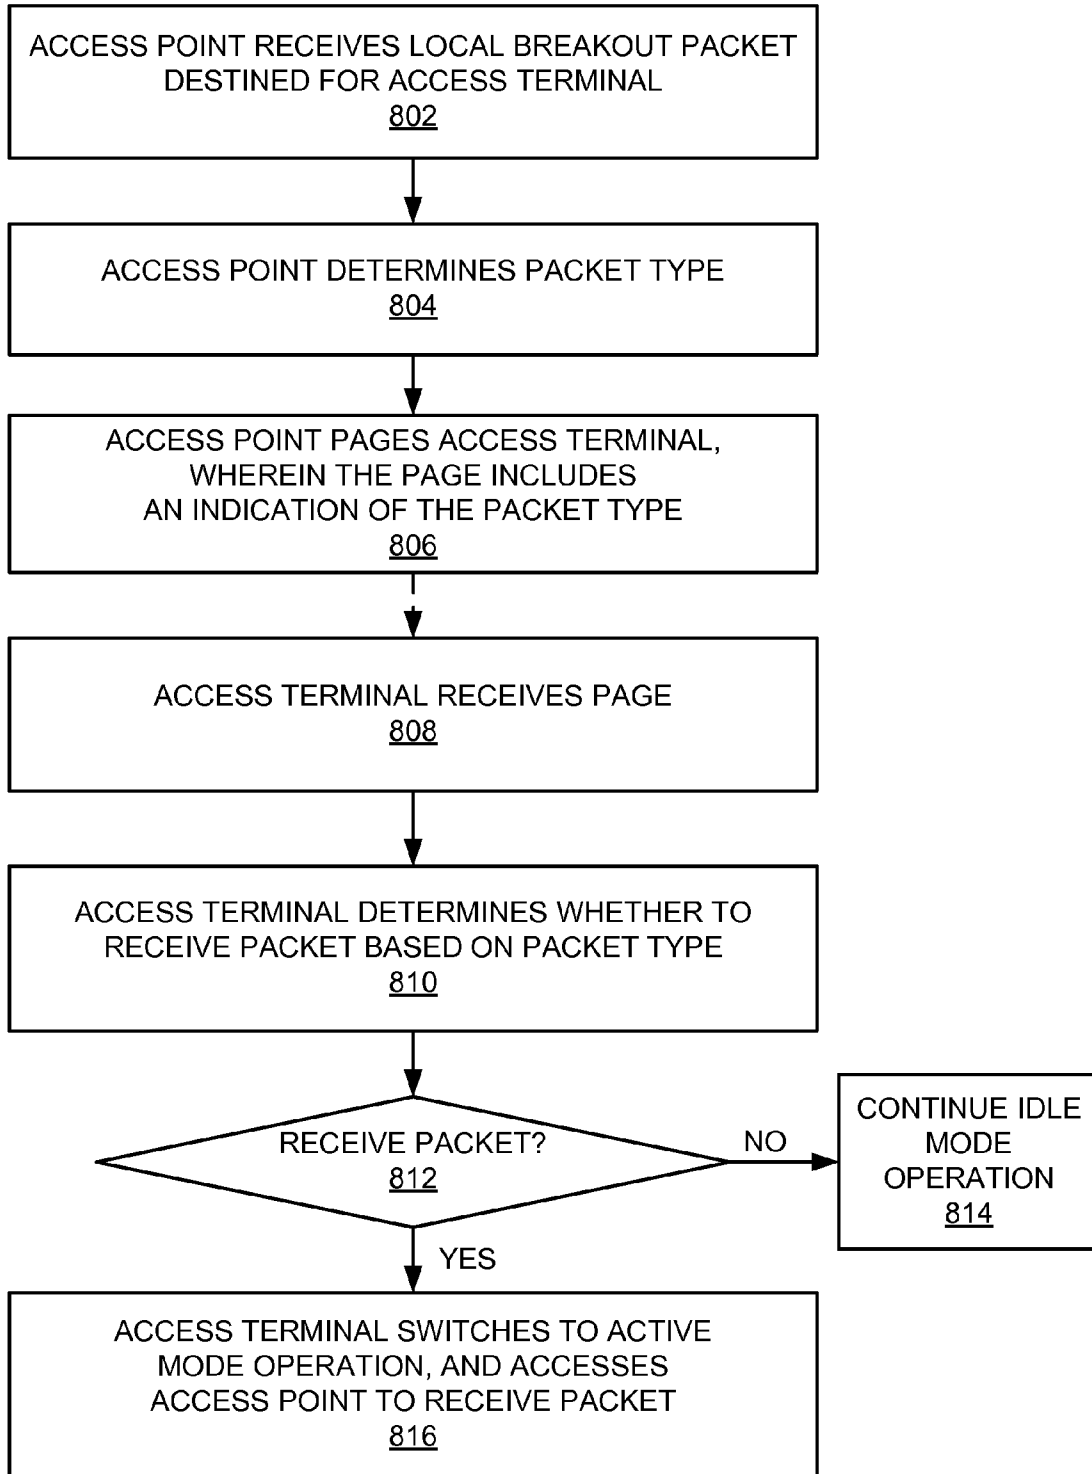 ACCESS POINT RECEIVES LOCAL BREAKOUT PACKET
DESTINED FOR ACCESS TERMINAL
802
ACCESS POINT DETERMINES PACKET TYPE
804
ACCESS POINT PAGES ACCESS TERMINAL,
WHEREIN THE PAGE INCLUDES
AN INDICATION OF THE PACKET TYPE
806
ACCESS TERMINAL RECEIVES PAGE
808
ACCESS TERMINAL DETERMINES WHETHER TO
RECEIVE PACKET BASED ON PACKET TYPE
810
RECEIVE PACKET?
812
NO
CONTINUE IDLE
MODE
OPERATION
814
YES
ACCESS TERMINAL SWITCHES TO ACTIVE
MODE OPERATION, AND ACCESSES
ACCESS POINT TO RECEIVE PACKET
816